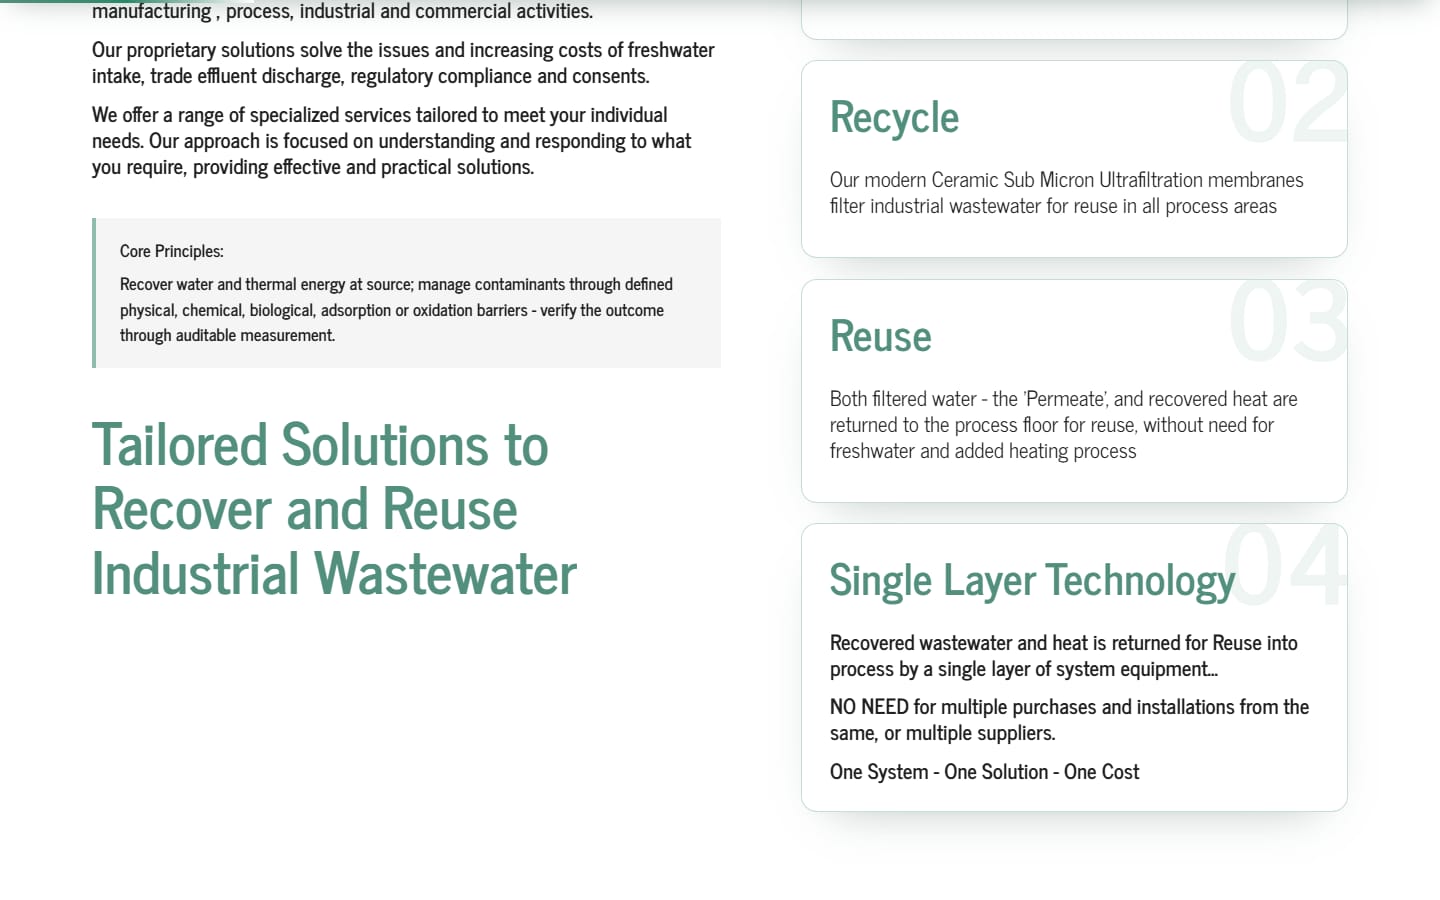 manufacturing , process, industrial and commercial activities.
Our proprietary solutions solve the issues and increasing costs of freshwater
intake, trade effluent discharge, regulatory compliance and consents.
We offer a range of specialized services tailored to meet your individual
needs. Our approach is focused on understanding and responding to what
you require, providing effective and practical solutions.
Core Principles:
Recover water and thermal energy at source; manage contaminants through defined
physical, chemical, biological, adsorption or oxidation barriers - verify the outcome
through auditable measurement.
Tailored Solutions to
Recover and Reuse
Industrial Wastewater
02
Recycle
Our modern Ceramic Sub Micron Ultrafiltration membranes
filter industrial wastewater for reuse in all process areas
03
Reuse
Both filtered water - the 'Permeate', and recovered heat are
returned to the process floor for reuse, without need for
freshwater and added heating process
04
Single Layer Technology
Recovered wastewater and heat is returned for Reuse into
process by a single layer of system equipment...
NO NEED for multiple purchases and installations from the
same, or multiple suppliers.
One System - One Solution - One Cost